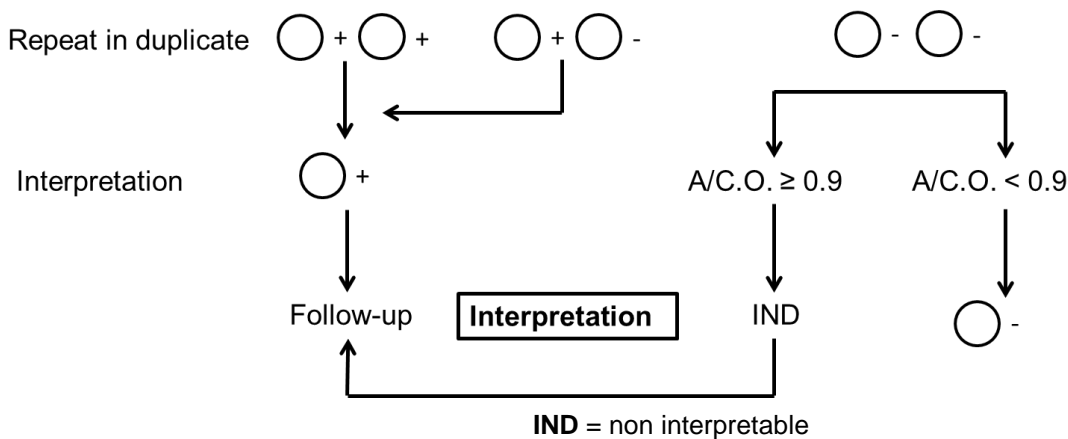 Repeat in duplicate + + + - - -
Interpretation + A/C.O. ≥ 0.9 A/C.O. < 0.9
Follow-up Interpretation IND -
IND = non interpretable